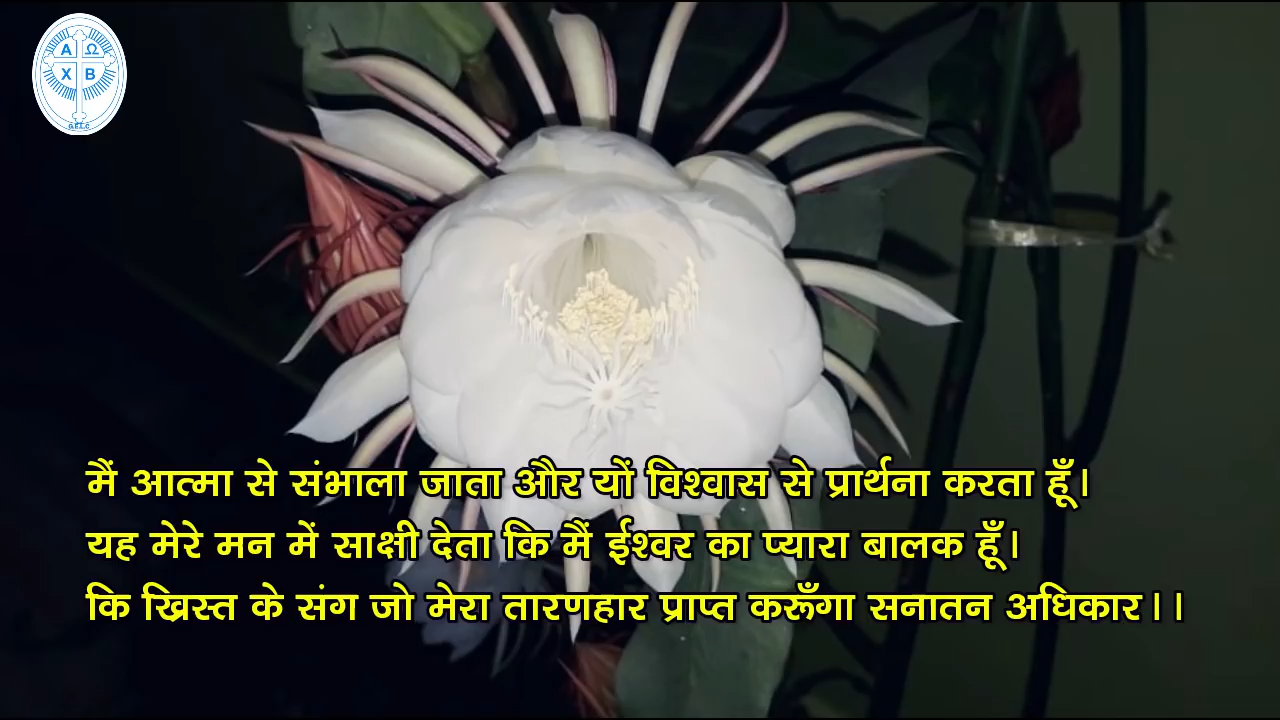 Α Ω
Χ Β
G.E.L.C
मैं आत्मा से संभाला जाता और यों विश्वास से प्रार्थना करता हूँ।
यह मेरे मन में साक्षी देता कि मैं ईश्वर का प्यारा बालक हूँ।
कि ख्रिस्त के संग जो मेरा तारणहार प्राप्त करूँगा सनातन अधिकार।।